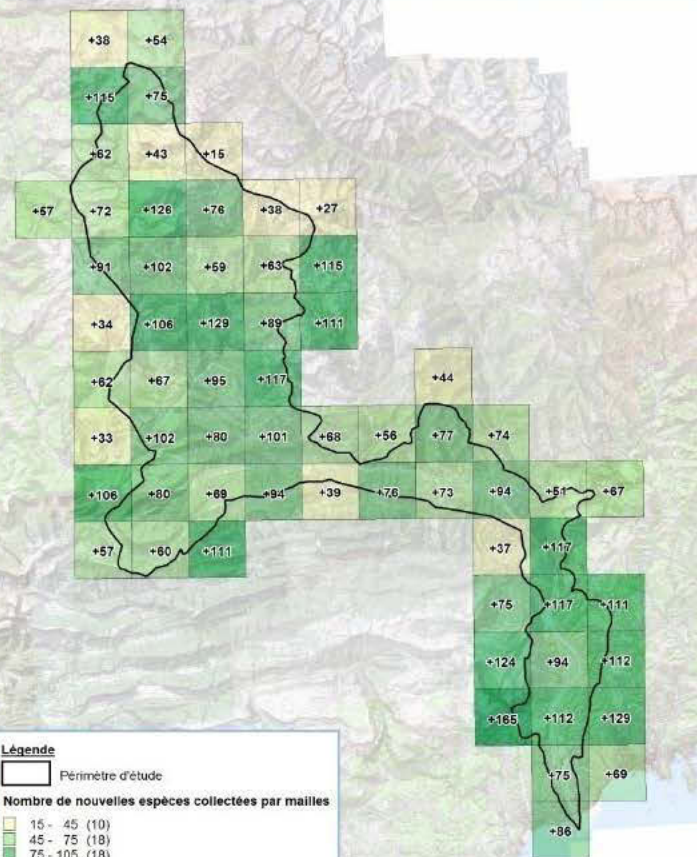 +38 +54
+115 +75
+62 +43 +15
+57 +72 +126 +76 +38 +27
+91 +102 +59 +63 +115
+34 +106 +129 +89 +111
+62 +67 +95 +117 +44
+33 +102 +80 +101 +68 +56 +77 +74
+106 +80 +69 +94 +39 +76 +73 +94 +51 +67
+57 +60 +111 +37 +117
+75 +117 +111
+124 +94 +112
+165 +112 +129
+75 +69
+86
Légende
Périmètre d'étude
Nombre de nouvelles espèces collectées par mailles
15 - 45 (10)
45 - 75 (18)
75 - 105 (18)